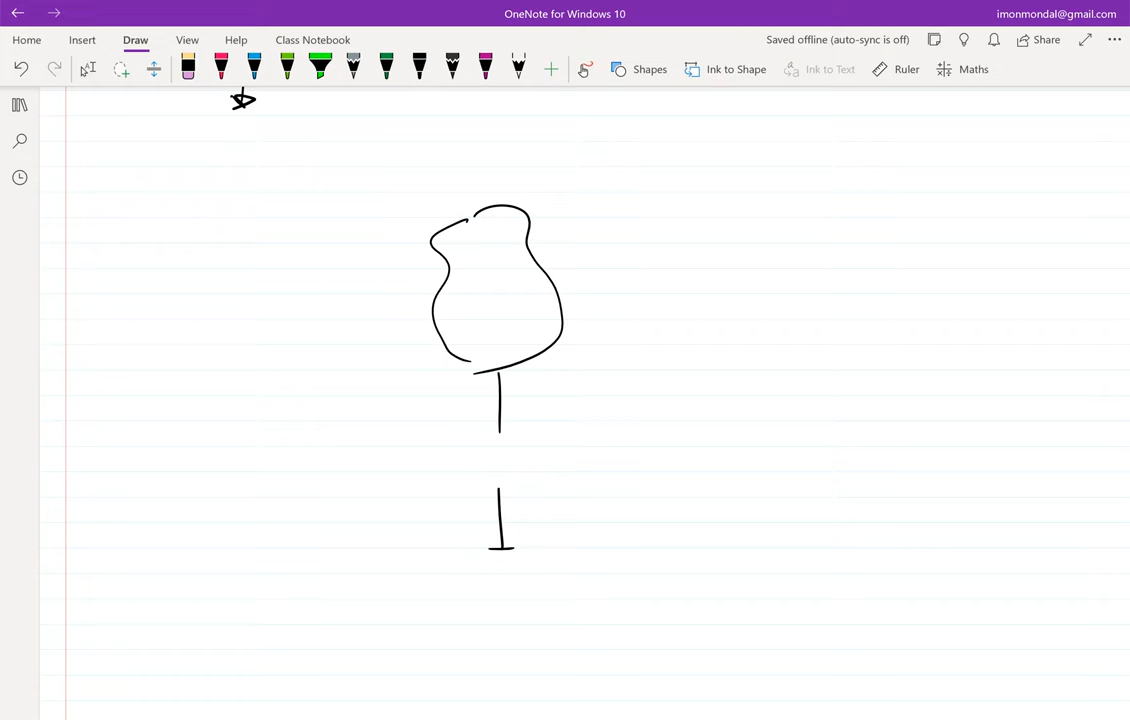 OneNote for Windows 10
imonmondal@gmail.com
Home Insert Draw View Help Class Notebook
Saved offline (auto-sync is off) Share
Shapes Ink to Shape Ink to Text Ruler Maths